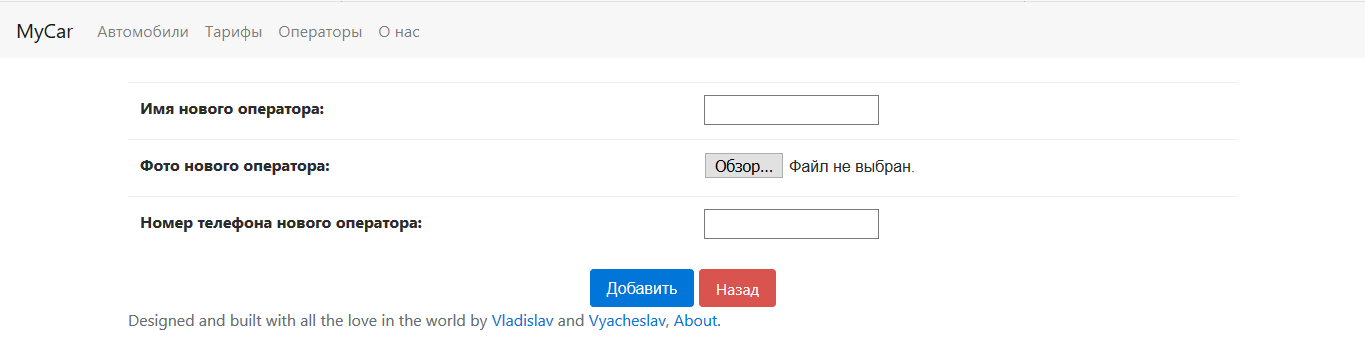 MyCar Автомобили Тарифы Операторы О нас
Имя нового оператора:
Фото нового оператора: Обзор... Файл не выбран.
Номер телефона нового оператора:
Добавить Назад
Designed and built with all the love in the world by Vladislav and Vyacheslav, About.